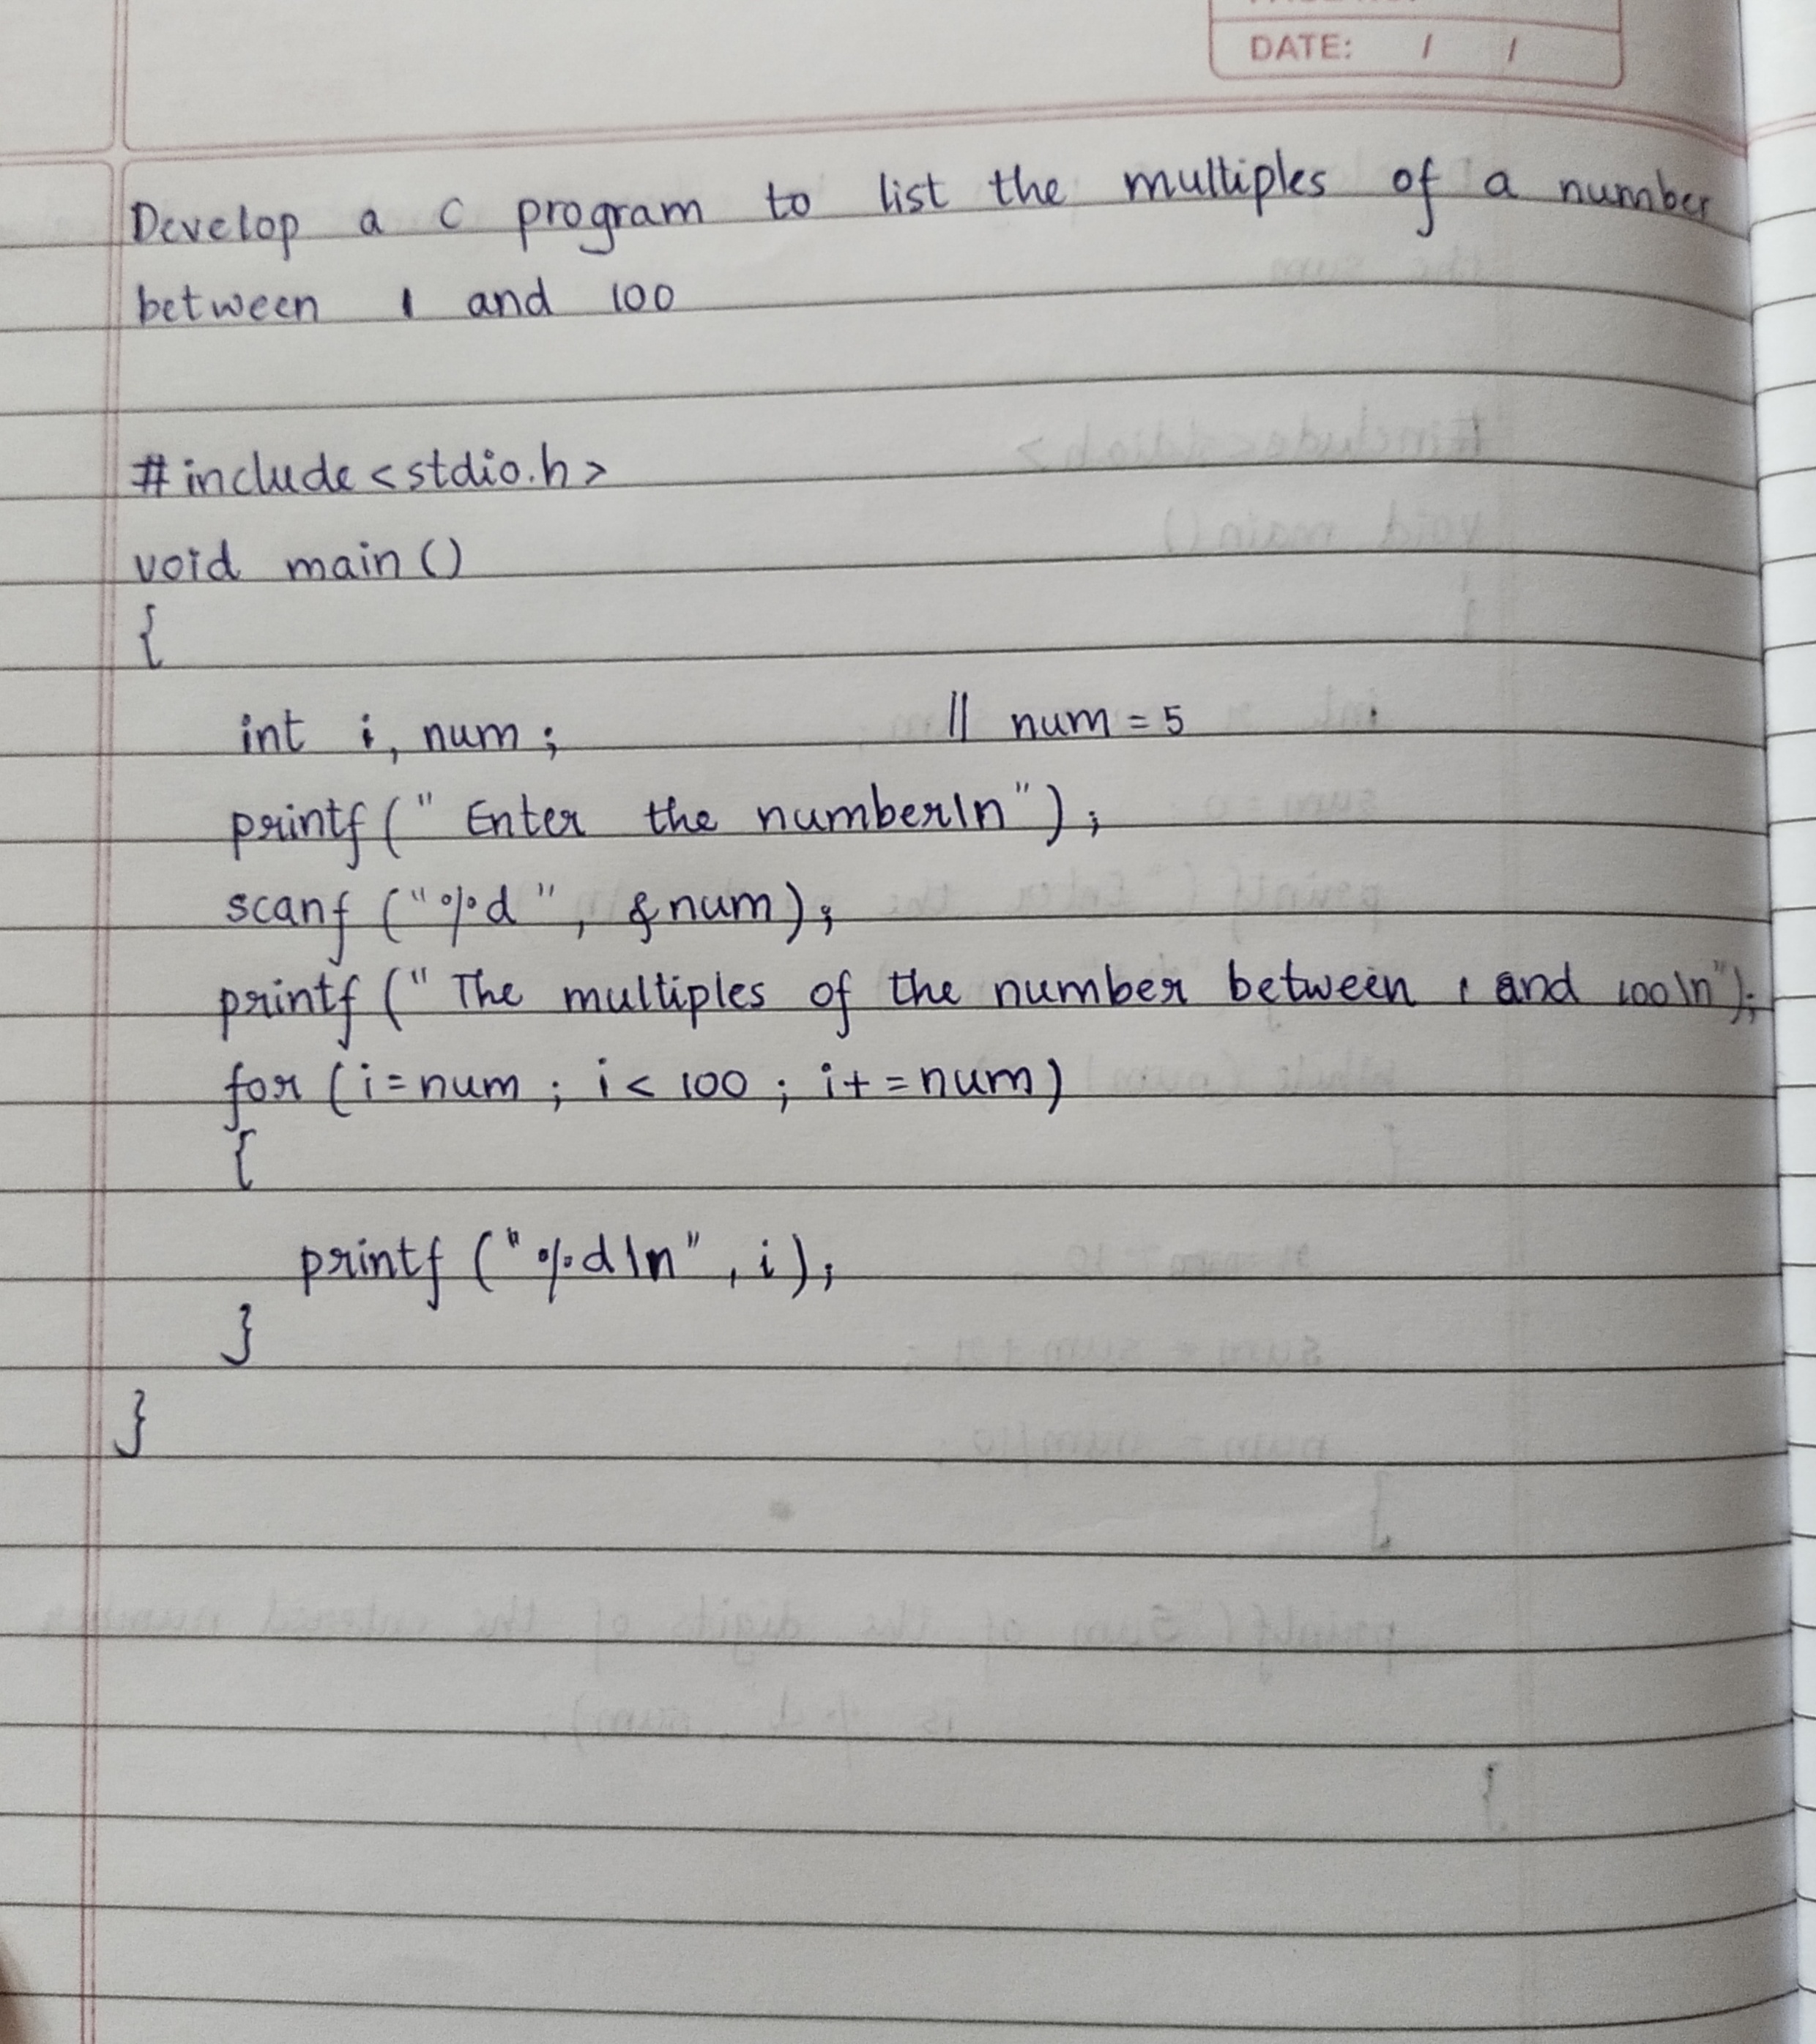 DATE: / /
Develop a C program to list the multiples of a number
between 1 and 100
#include<stdio.h>
void main()
{
int i, num; // num = 5
printf("Enter the number\n");
scanf("%d", &num);
printf("The multiples of the number between 1 and 100\n");
for (i=num; i<100; i+=num)
{
printf("%d\n", i);
}
}